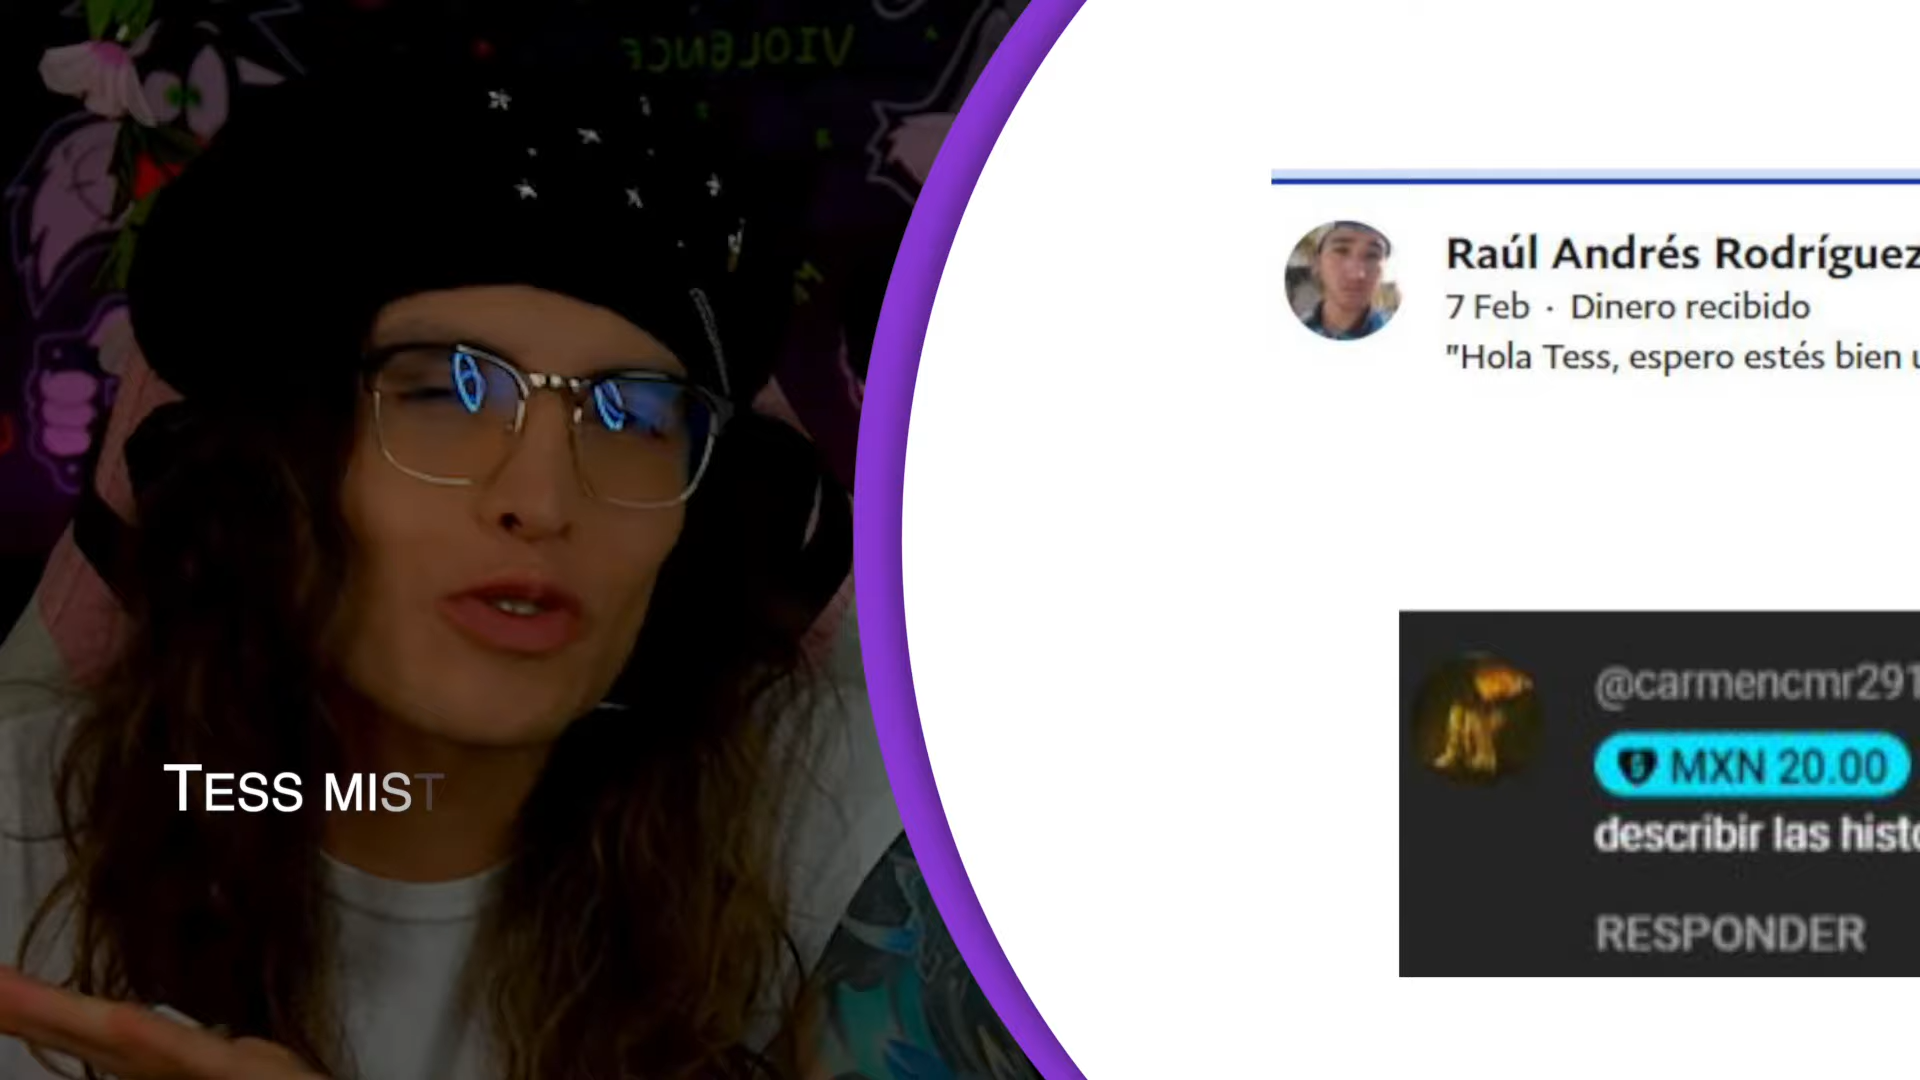 TESS MIST
Raúl Andrés Rodríguez
7 Feb · Dinero recibido
"Hola Tess, espero estés bien u
@carmencmr291
MXN 20.00
describir las histo
RESPONDER